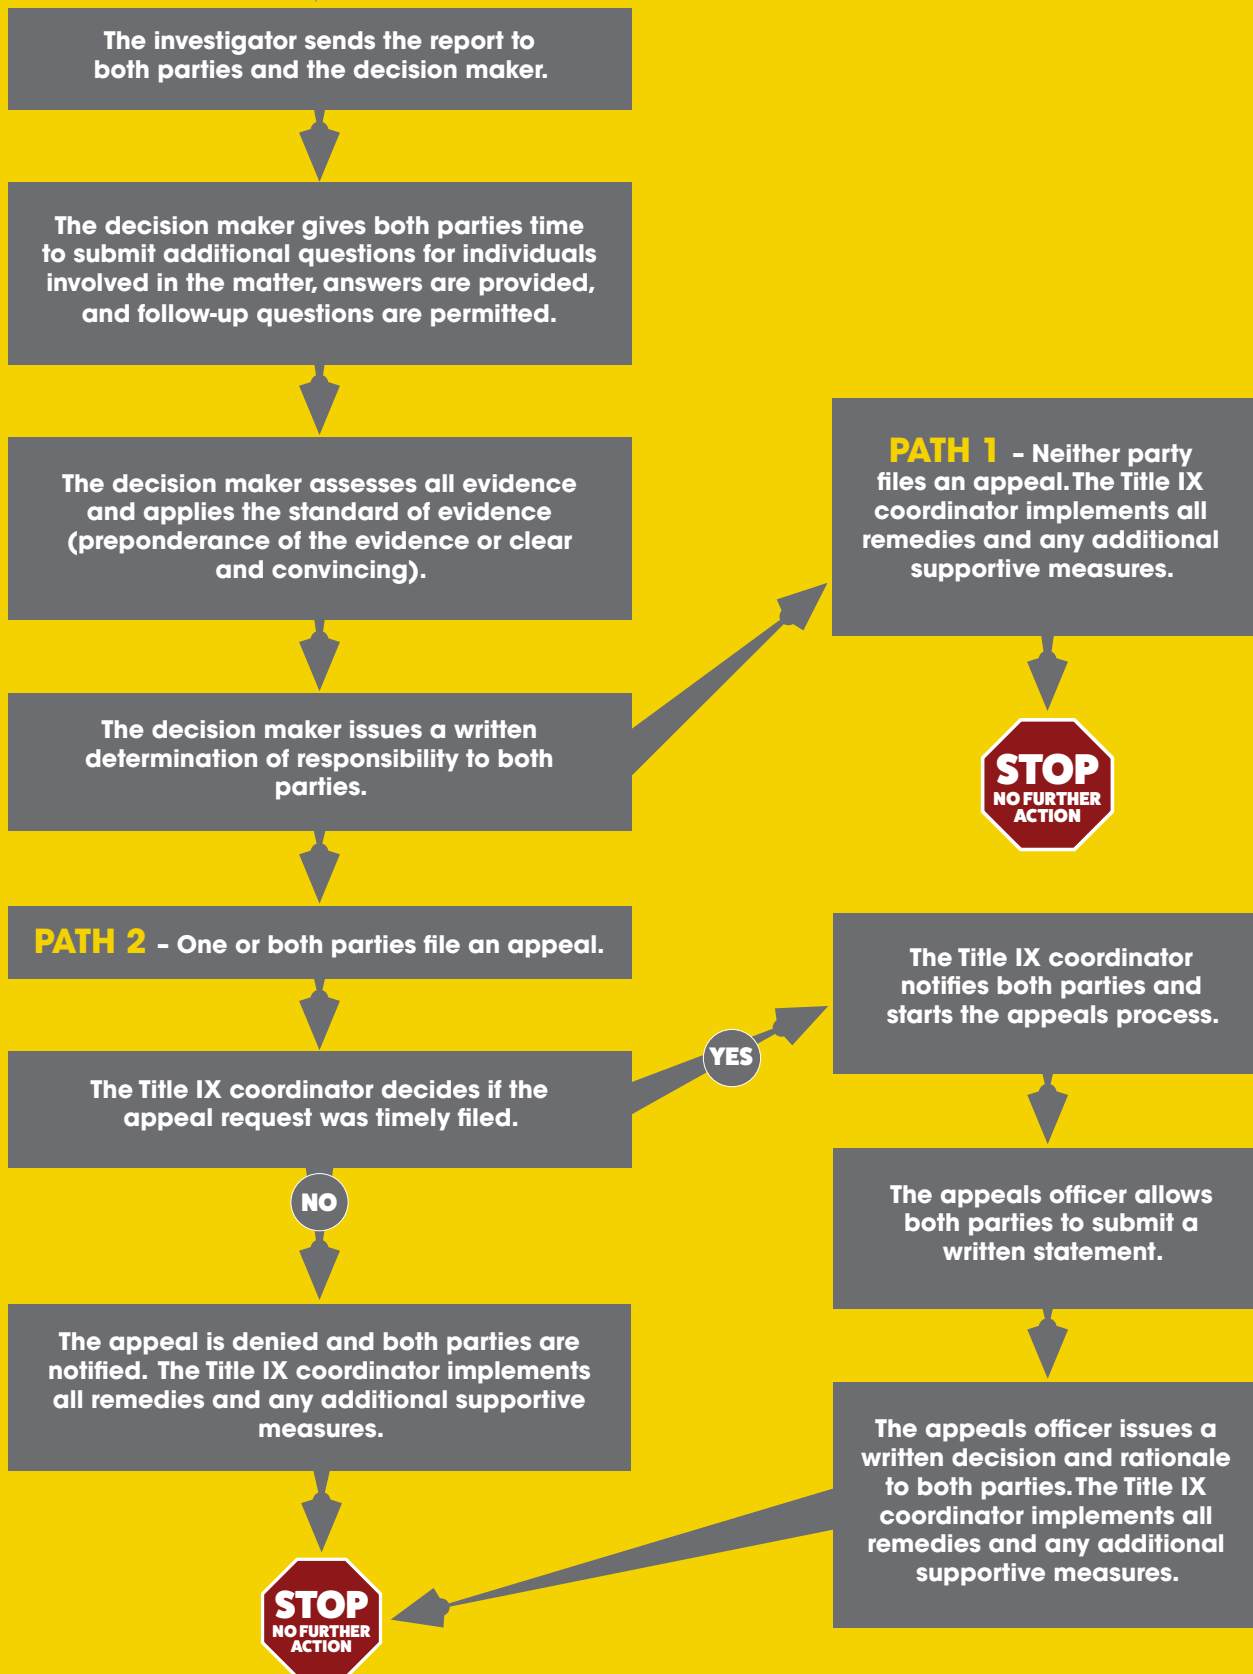 The investigator sends the report to
both parties and the decision maker.
The decision maker gives both parties time
to submit additional questions for individuals
involved in the matter, answers are provided,
and follow-up questions are permitted.
The decision maker assesses all evidence
and applies the standard of evidence
(preponderance of the evidence or clear
and convincing).
The decision maker issues a written
determination of responsibility to both
parties.
PATH 1 – Neither party
files an appeal. The Title IX
coordinator implements all
remedies and any additional
supportive measures.
STOP
NO FURTHER
ACTION
PATH 2 – One or both parties file an appeal.
The Title IX coordinator decides if the
appeal request was timely filed.
YES
The Title IX coordinator
notifies both parties and
starts the appeals process.
The appeals officer allows
both parties to submit a
written statement.
The appeals officer issues a
written decision and rationale
to both parties. The Title IX
coordinator implements all
remedies and any additional
supportive measures.
NO
The appeal is denied and both parties are
notified. The Title IX coordinator implements
all remedies and any additional supportive
measures.
STOP
NO FURTHER
ACTION